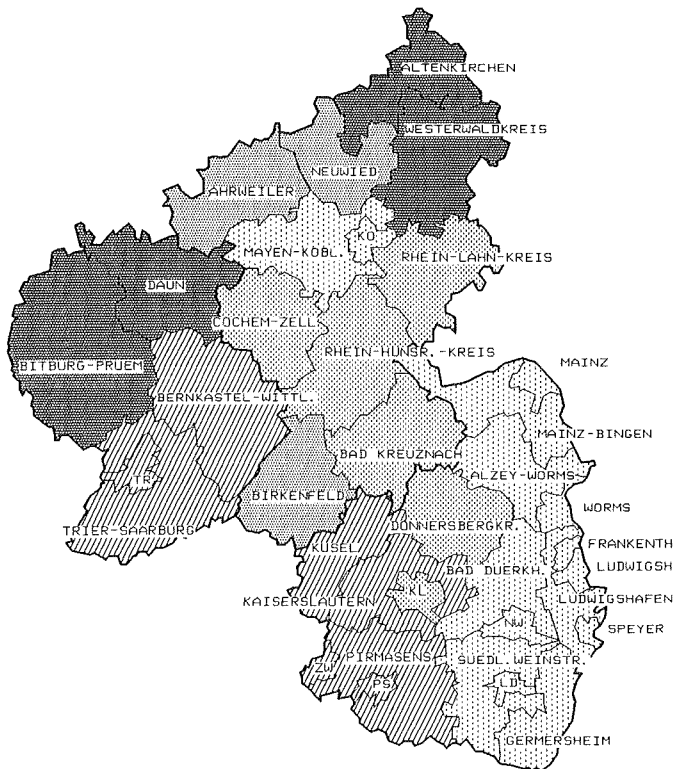 ALTENKIRCHEN
WESTERWALDKREIS
NEUWIED
AHRWEILER
KO
MAYEN-KOBL.
RHEIN-LAHN-KREIS
DAUN
COCHEM-ZELL
RHEIN-HUNSR.-KREIS
MAINZ
BITBURG-PRUEM
BERNKASTEL-WITTL.
MAINZ-BINGEN
BAD KREUZNACH
ALZEY-WORMS
TR
BIRKENFELD
WORMS
TRIER-SAARBURG
DONNERSBERGKR.
KUSEL
FRANKENTH
BAD DUERKH.
LUDWIGSH
KL
KAISERSLAUTERN
LUDWIGSHAFEN
NW
SPEYER
ZW
PIRMASENS
SUEDL.WEINSTR.
PS
LD
GERMERSHEIM